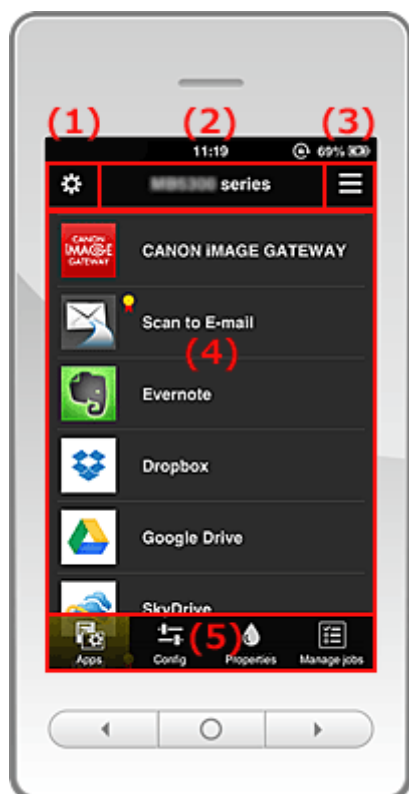 (1) (2) (3)
11:19 69%
series
CANON iMAGE GATEWAY
CANON iMAGE GATEWAY
Scan to E-mail
(4)
Evernote
Dropbox
Google Drive
SkyDrive
(5)
Apps Config Properties Manage jobs